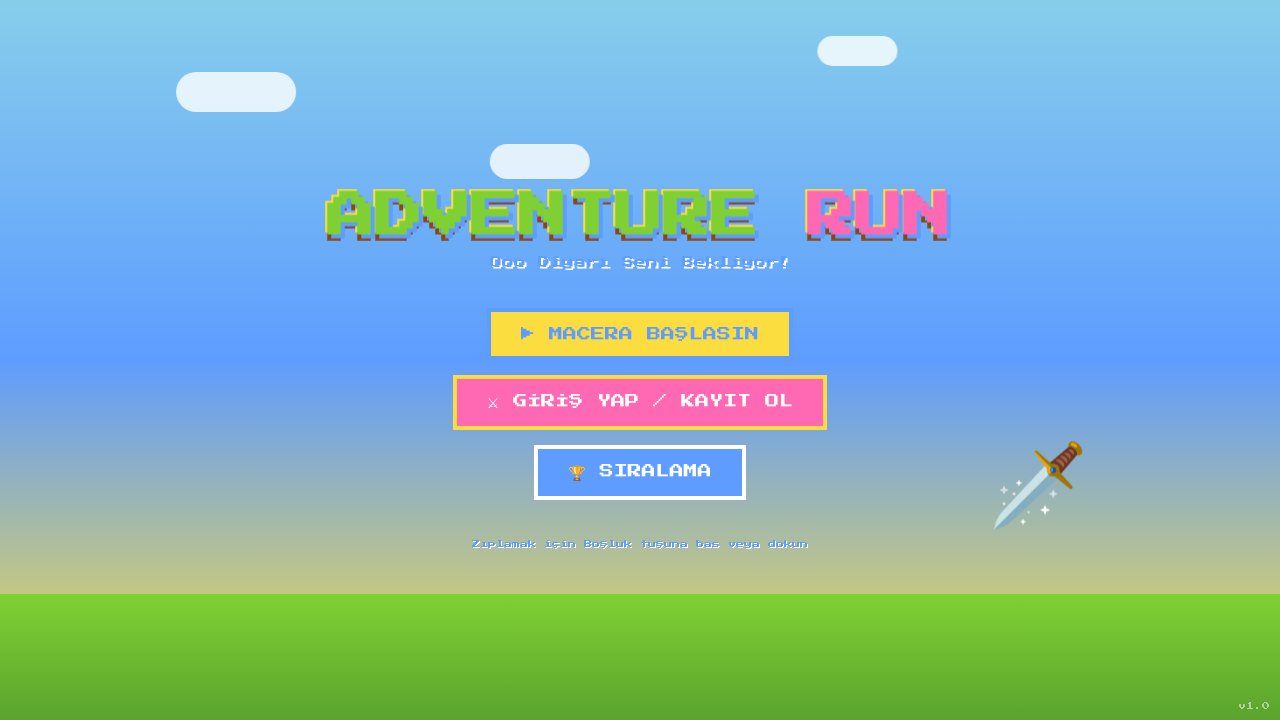 ADVENTURE RUN
Ooo Diyarı Seni Bekliyor!
▶ MACERA BAŞLASIN
⚔ GİRİŞ YAP / KAYIT OL
🏆 SIRALAMA
Zıplamak için Boşluk tuşuna bas veya dokun
v1.0